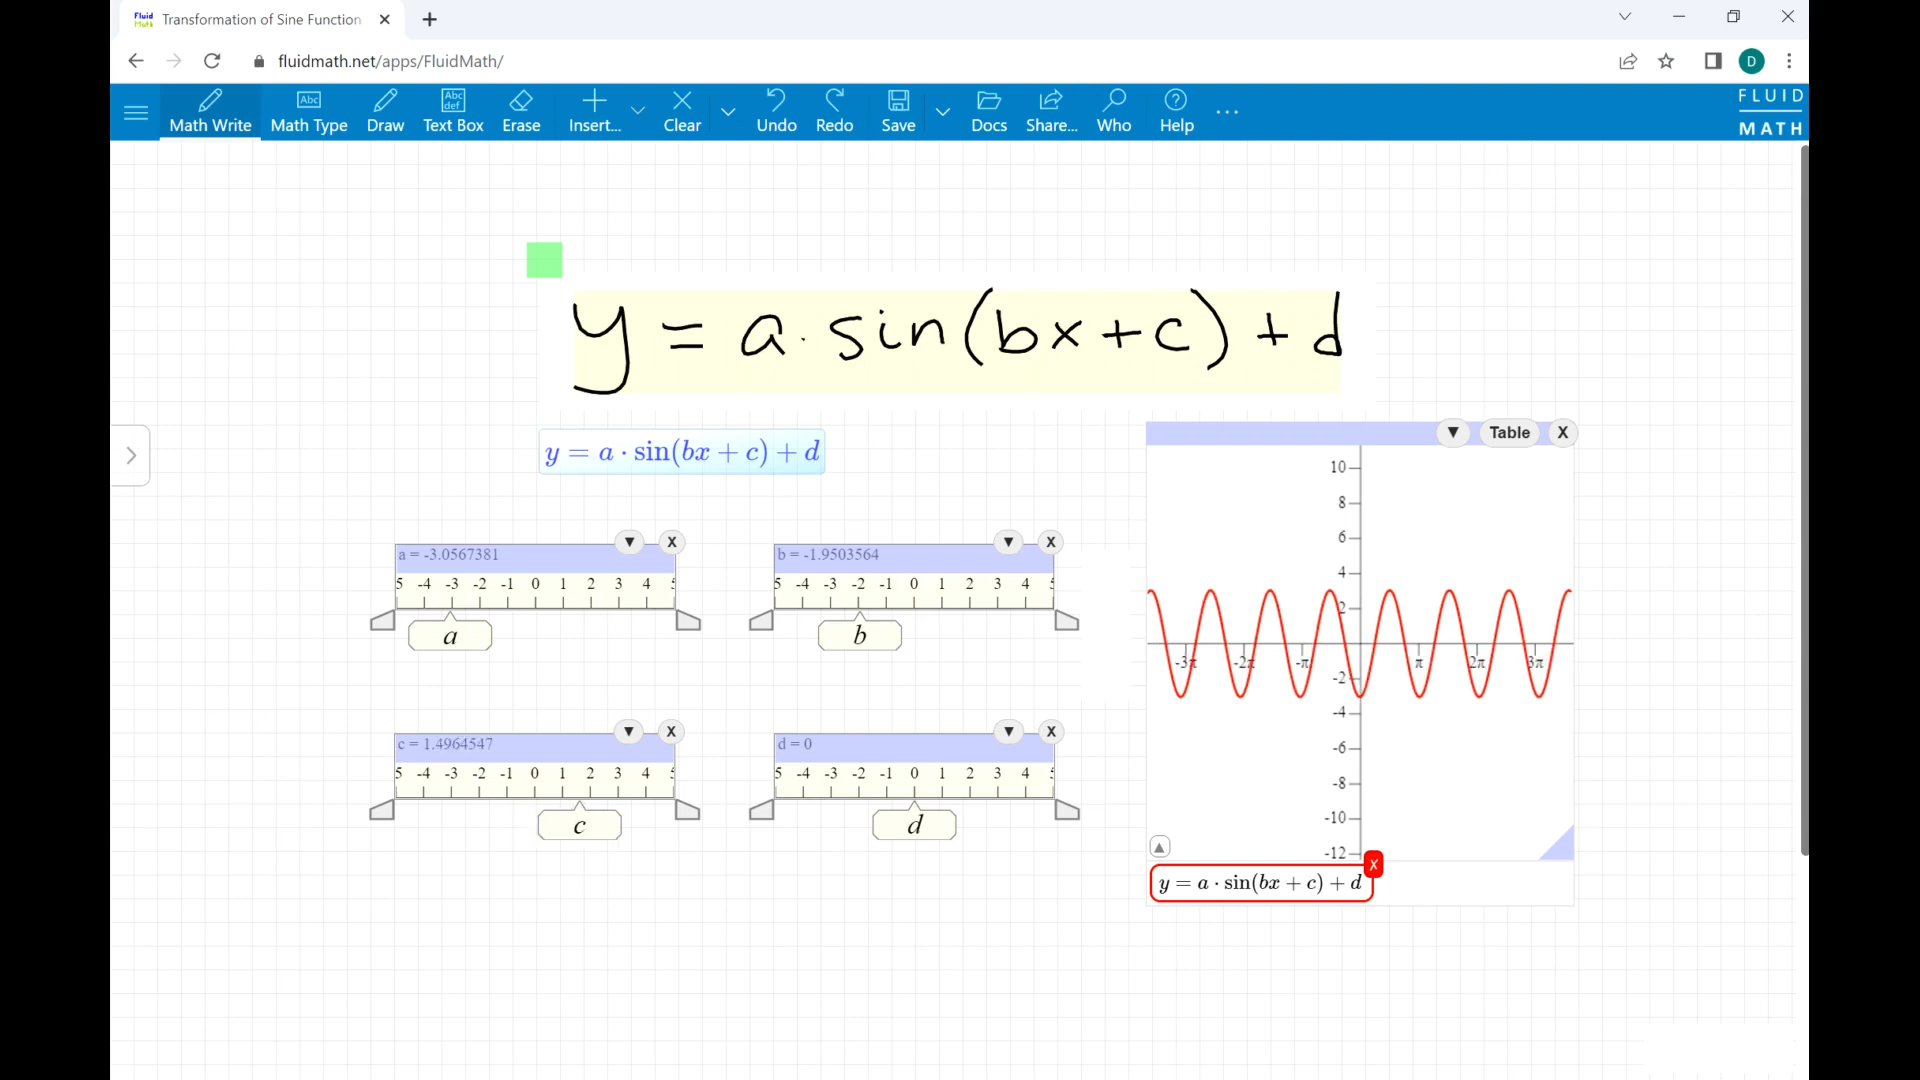 Fluid Math Transformation of Sine Function
fluidmath.net/apps/FluidMath/
D
Math Write Math Type Draw Text Box Erase Insert... Clear Undo Redo Save Docs Share... Who Help
Abc
Abc def
FLUID
MATH
y = a · sin(bx + c) + d
y = a · sin(bx + c) + d
▼ Table X
a = -3.0567381 ▼ X
5 -4 -3 -2 -1 0 1 2 3 4
a
b = -1.9503564 ▼ X
5 -4 -3 -2 -1 0 1 2 3 4
b
c = 1.4964547 ▼ X
5 -4 -3 -2 -1 0 1 2 3 4
c
d = 0 ▼ X
5 -4 -3 -2 -1 0 1 2 3 4
d
10
8
6
4
2
-3π -2π -π π 2π 3π
-2
-4
-6
-8
-10
-12
X
y = a · sin(bx + c) + d